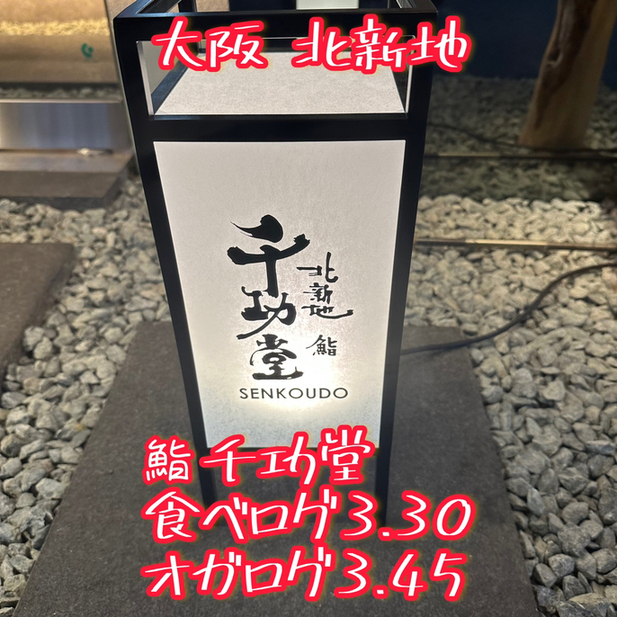 大阪 北新地
北新地 鮨
千功堂
SENKOUDO
鮨 千功堂
食べログ3.30
オガログ3.45